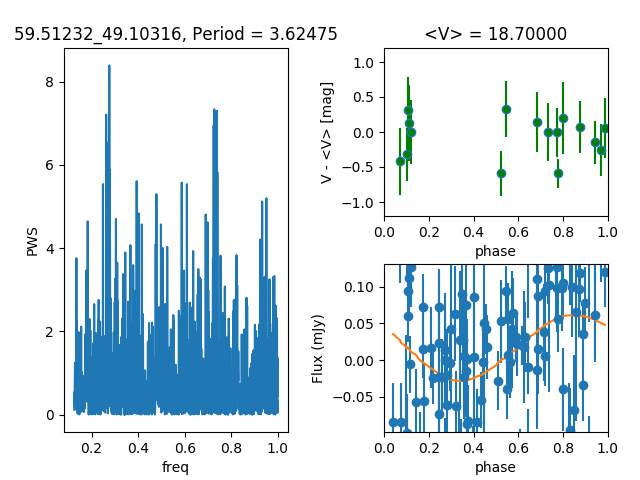 59.51232_49.10316, Period = 3.62475
8
6
4
2
0
PWS
0.2 0.4 0.6 0.8 1.0
freq
<V> = 18.70000
1.0
0.5
0.0
−0.5
−1.0
V - <V> [mag]
0.0 0.2 0.4 0.6 0.8 1.0
phase
0.10
0.05
0.00
−0.05
Flux (mJy)
0.0 0.2 0.4 0.6 0.8 1.0
phase